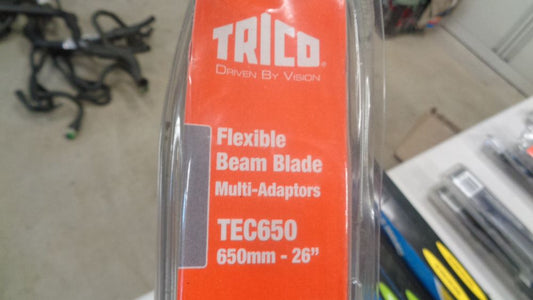 TRICO®
DRIVEN BY VISION
Flexible
Beam Blade
Multi-Adaptors
TEC650
650mm - 26"